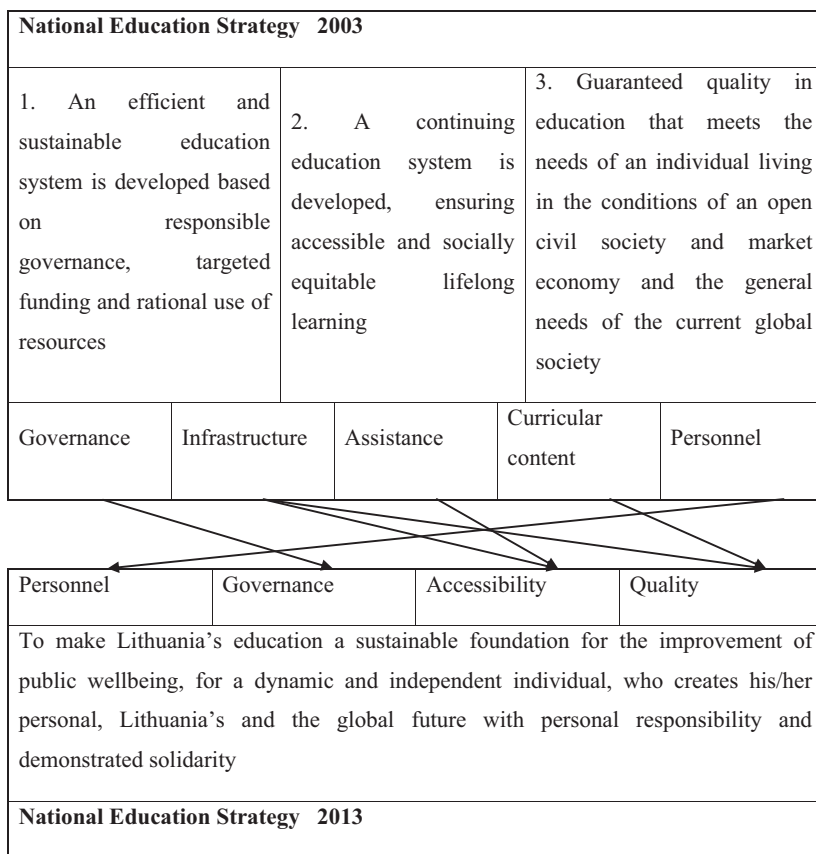 National Education Strategy 2003
1. An efficient and
sustainable education
system is developed based
on responsible
governance, targeted
funding and rational use of
resources
2. A continuing
education system is
developed, ensuring
accessible and socially
equitable lifelong
learning
3. Guaranteed quality in
education that meets the
needs of an individual living
in the conditions of an open
civil society and market
economy and the general
needs of the current global
society
Governance
Infrastructure
Assistance
Curricular
content
Personnel
Personnel
Governance
Accessibility
Quality
To make Lithuania’s education a sustainable foundation for the improvement of
public wellbeing, for a dynamic and independent individual, who creates his/her
personal, Lithuania’s and the global future with personal responsibility and
demonstrated solidarity
National Education Strategy 2013